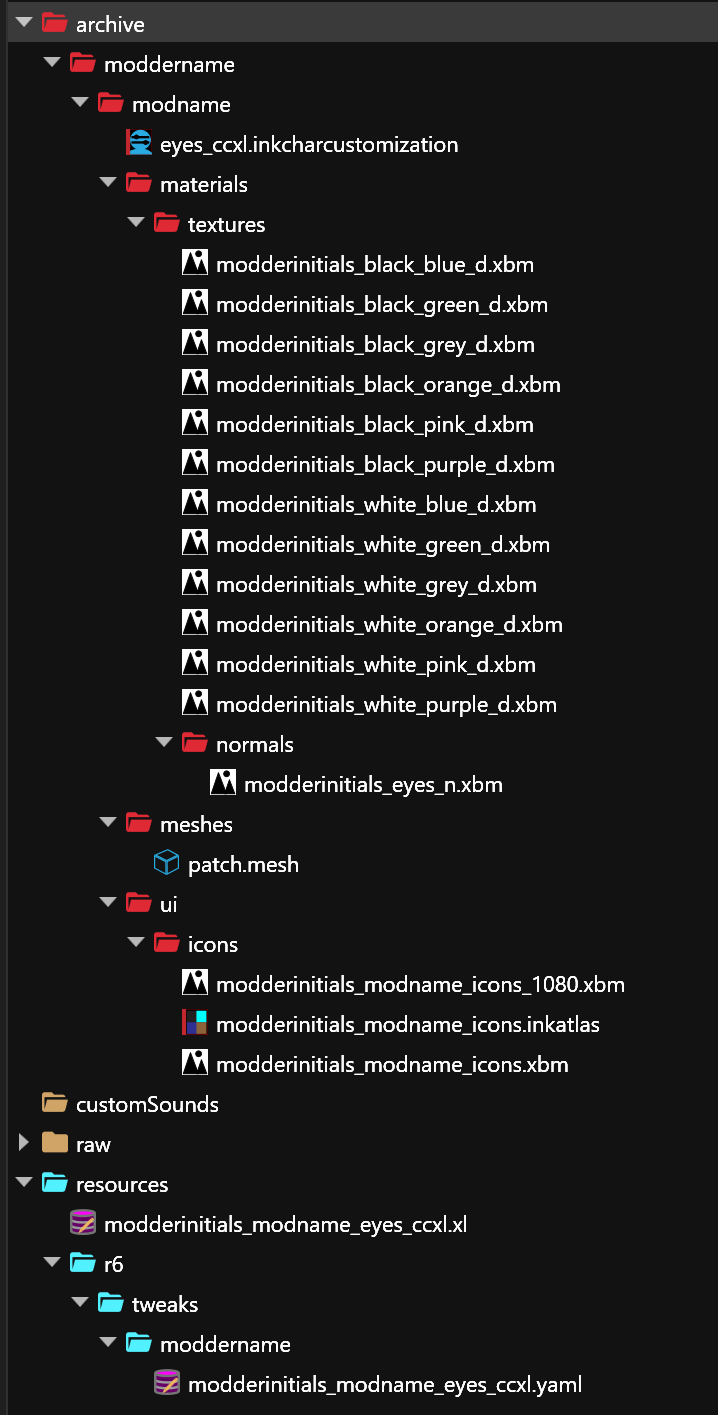 archive
moddername
modname
eyes_ccxl.inkcharcustomization
materials
textures
modderinitials_black_blue_d.xbm
modderinitials_black_green_d.xbm
modderinitials_black_grey_d.xbm
modderinitials_black_orange_d.xbm
modderinitials_black_pink_d.xbm
modderinitials_black_purple_d.xbm
modderinitials_white_blue_d.xbm
modderinitials_white_green_d.xbm
modderinitials_white_grey_d.xbm
modderinitials_white_orange_d.xbm
modderinitials_white_pink_d.xbm
modderinitials_white_purple_d.xbm
normals
modderinitials_eyes_n.xbm
meshes
patch.mesh
ui
icons
modderinitials_modname_icons_1080.xbm
modderinitials_modname_icons.inkatlas
modderinitials_modname_icons.xbm
customSounds
raw
resources
modderinitials_modname_eyes_ccxl.xl
r6
tweaks
moddername
modderinitials_modname_eyes_ccxl.yaml